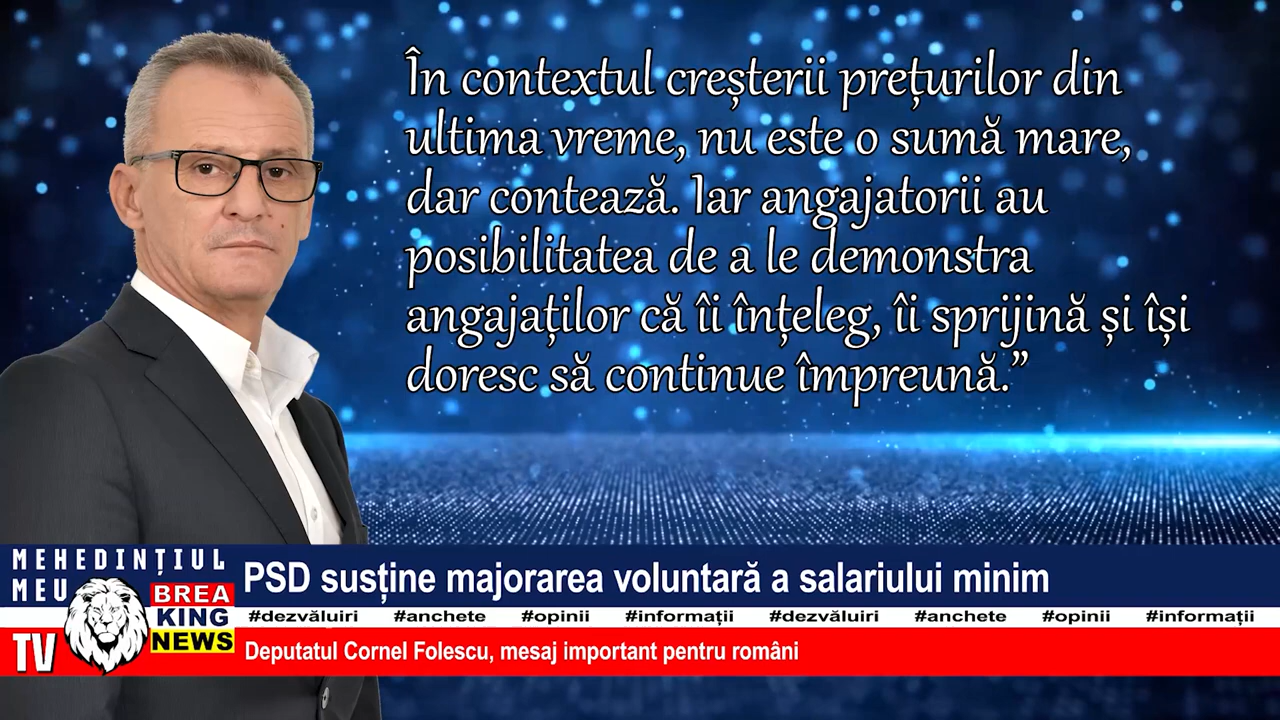 În contextul creșterii prețurilor din
ultima vreme, nu este o sumă mare,
dar contează. Iar angajatorii au
posibilitatea de a le demonstra
angajaților că îi înțeleg, îi sprijină și își
doresc să continue împreună.”
MEHEDINȚIUL
MEU
TV
BREA
KING
NEWS
PSD susține majorarea voluntară a salariului minim
#dezvăluiri #anchete #opinii #informații #dezvăluiri #anchete #opinii #informații
Deputatul Cornel Folescu, mesaj important pentru români